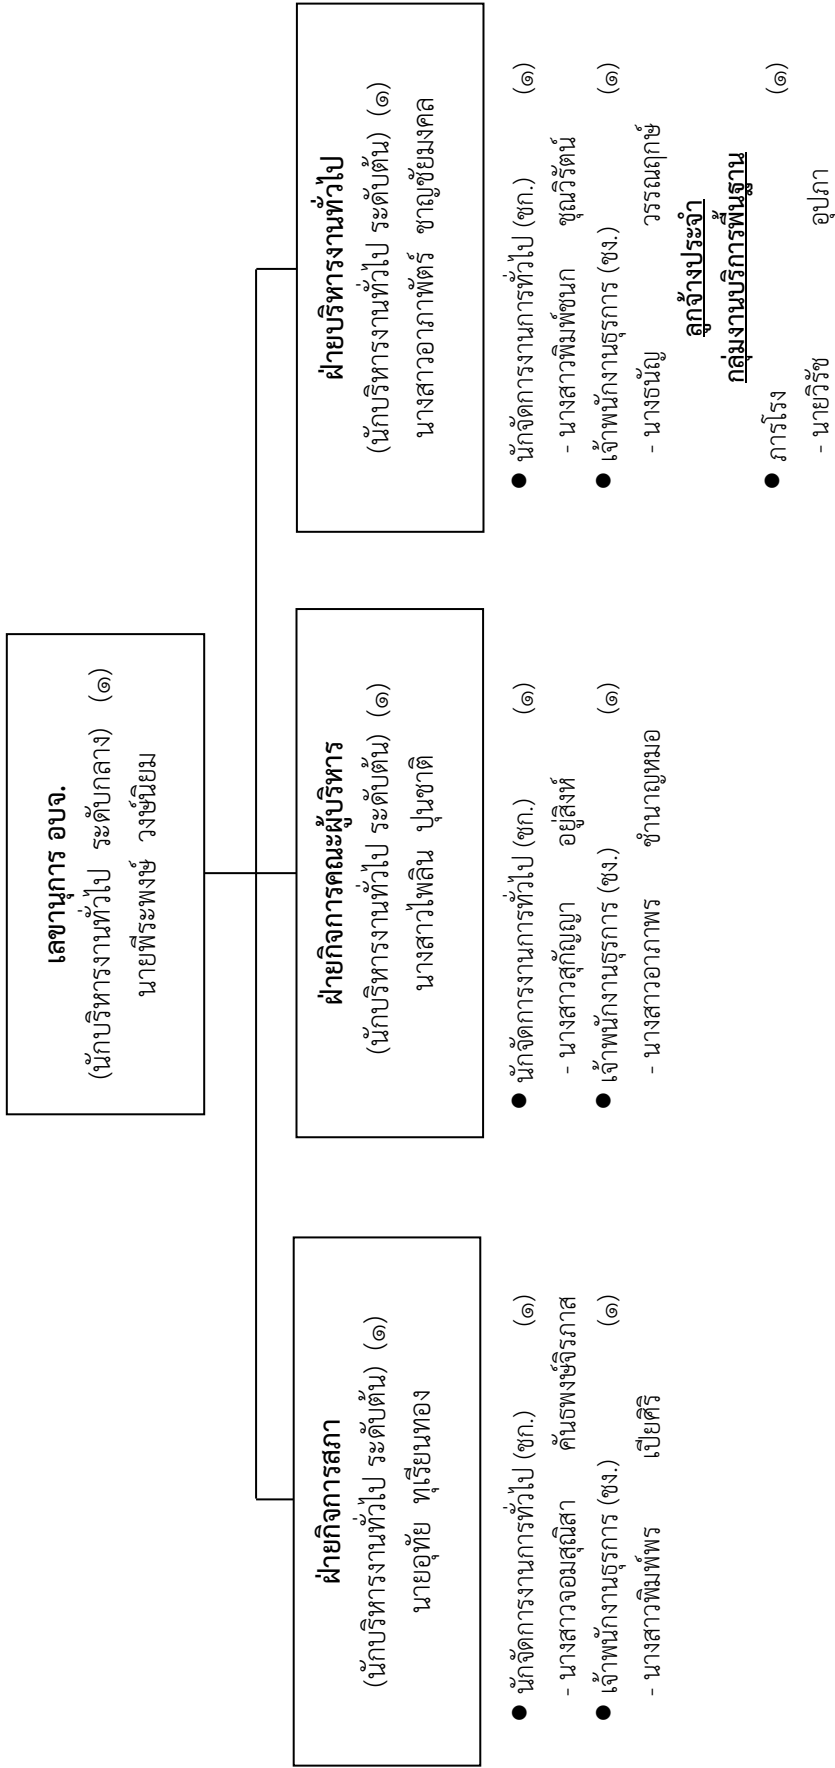 เลขานุการ อบจ.
(นักบริหารงานทั่วไป ระดับกลาง) (๑)
นายพีระพงษ์ วงษ์นิยม
ฝ่ายกิจการสภา
(นักบริหารงานทั่วไป ระดับต้น) (๑)
นายอุทัย ทุเรียนทอง
● นักจัดการงานการทั่วไป (ชก.) (๑)
- นางสาวจอมสุณิสา คันธพงษ์จิรภาส
● เจ้าพนักงานธุรการ (ชง.) (๑)
- นางสาวพิมพ์พร เปียศิริ
ฝ่ายกิจการคณะผู้บริหาร
(นักบริหารงานทั่วไป ระดับต้น) (๑)
นางสาวไพลิน ปุนชาติ
● นักจัดการงานการทั่วไป (ชก.) (๑)
- นางสาวสุกัญญา อยู่สิงห์
● เจ้าพนักงานธุรการ (ชง.) (๑)
- นางสาวอาภาพร ชำนาญหมอ
ฝ่ายบริหารงานทั่วไป
(นักบริหารงานทั่วไป ระดับต้น) (๑)
นางสาวอาภาพัตร์ ชาญชัยมงคล
● นักจัดการงานการทั่วไป (ชก.) (๑)
- นางสาวพิมพ์ชนก ชุณวิรัตน์
● เจ้าพนักงานธุรการ (ชง.) (๑)
- นางธนัญ วรรณฤกษ์
ลูกจ้างประจำ
กลุ่มงานบริการพื้นฐาน
● ภารโรง (๑)
- นายวิรัช อุปภา